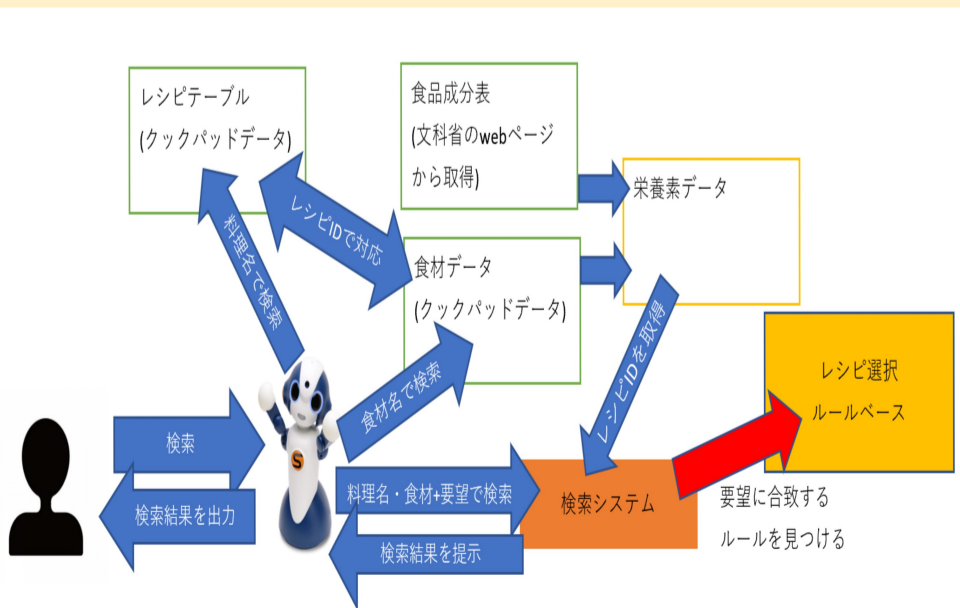 レシピテーブル
(クックパッドデータ)
食品成分表
(文科省のwebページ
から取得)
栄養素データ
レシピIDで対応
料理名で検索
食材データ
(クックパッドデータ)
レシピIDを取得
レシピ選択
ルールベース
食材名で検索
検索
S
料理名・食材+要望で検索
検索システム
要望に合致する
ルールを見つける
検索結果を出力
検索結果を提示